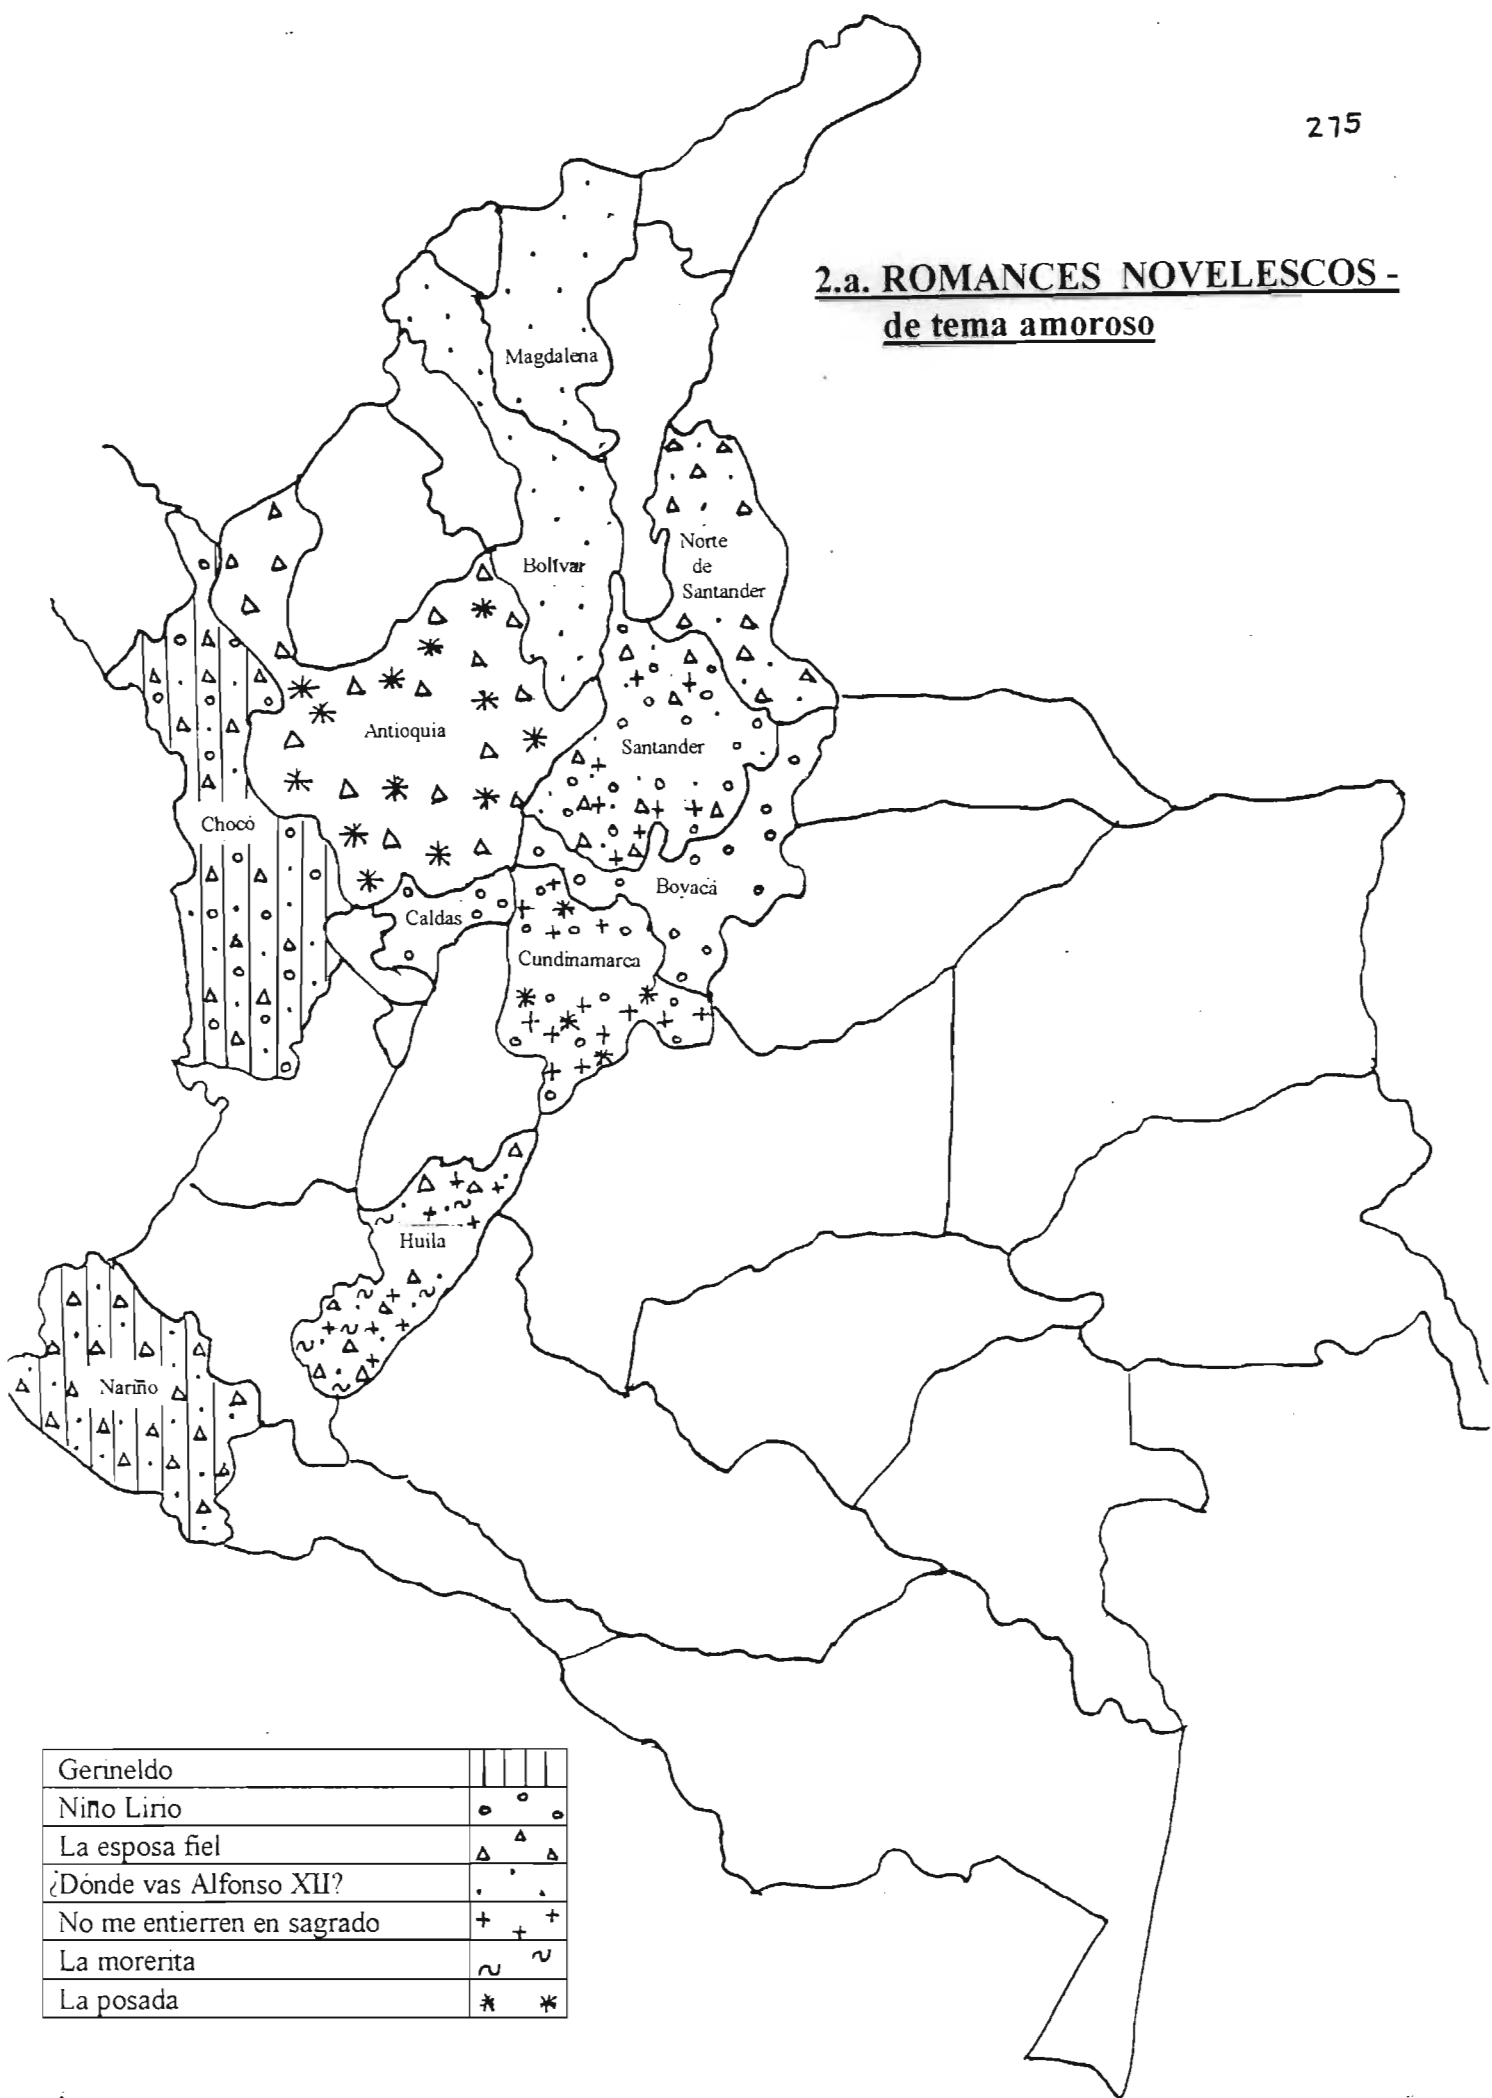 275
2.a. ROMANCES NOVELESCOS -
de tema amoroso
Magdalena
Norte
de
Santander
Bolívar
Antioquia
Santander
Chocó
Boyacá
Caldas
Cundinamarca
Huila
Nariño
Gerineldo
Niño Lirio
La esposa fiel
¿Dónde vas Alfonso XII?
No me entierren en sagrado
La morerita
La posada